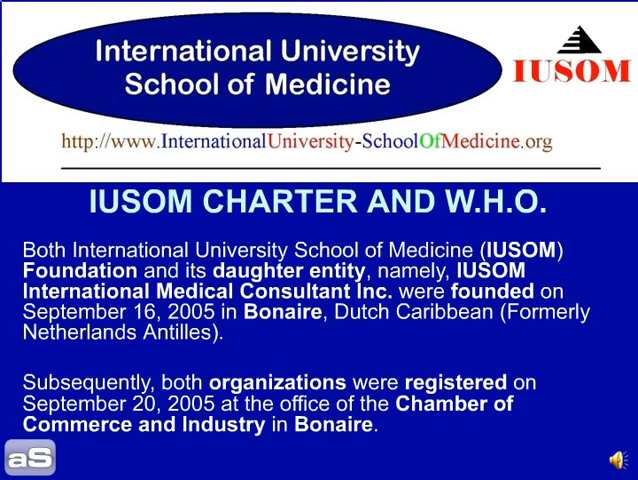 International University
School of Medicine
IUSOM
http://www.InternationalUniversity-SchoolOfMedicine.org
IUSOM CHARTER AND W.H.O.
Both International University School of Medicine (IUSOM)
Foundation and its daughter entity, namely, IUSOM
International Medical Consultant Inc. were founded on
September 16, 2005 in Bonaire, Dutch Caribbean (Formerly
Netherlands Antilles).
Subsequently, both organizations were registered on
September 20, 2005 at the office of the Chamber of
Commerce and Industry in Bonaire.
aS